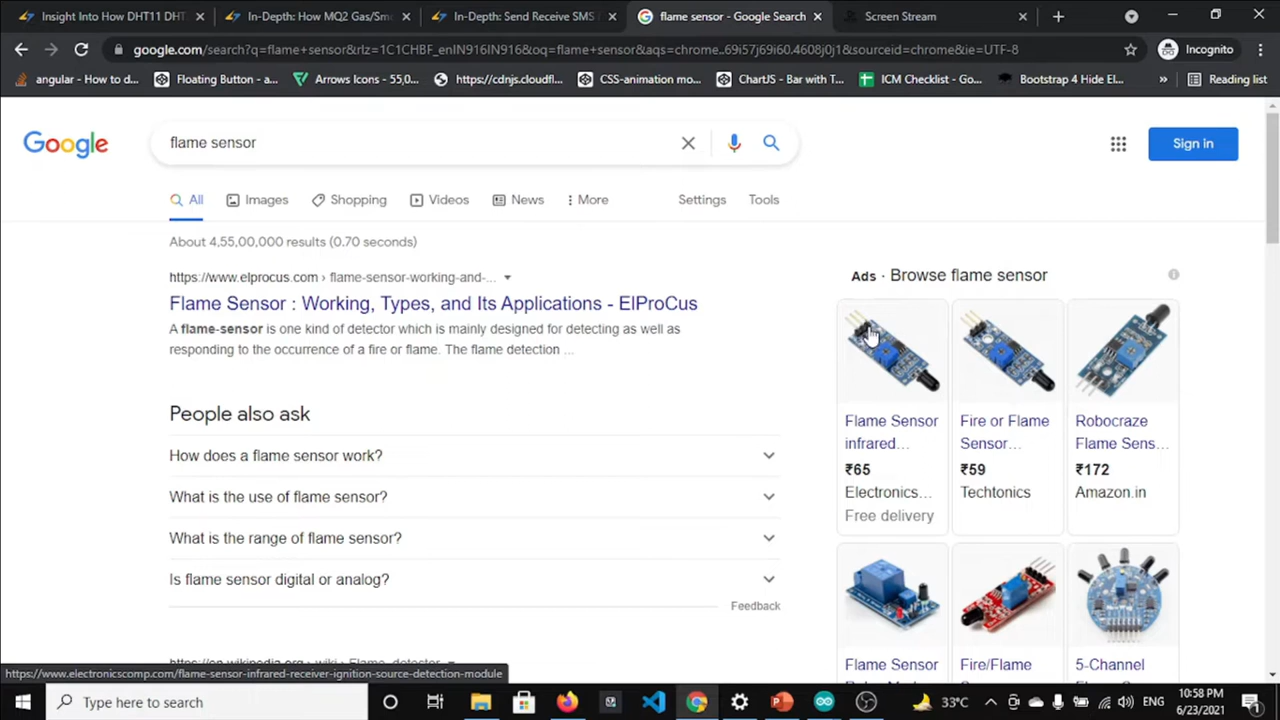 Insight Into How DHT11 DHT
In-Depth: How MQ2 Gas/Smo
In-Depth: Send Receive SMS
flame sensor - Google Search
Screen Stream
google.com/search?q=flame+sensor&rlz=1C1CHBF_enIN916IN916&oq=flame+sensor&aqs=chrome..69i57j69i60.4608j0j1&sourceid=chrome&ie=UTF-8
Incognito
angular - How to d...
Floating Button - a...
Arrows Icons - 55,0...
https://cdnjs.cloudfl...
CSS-animation mo...
ChartJS - Bar with T...
ICM Checklist - Go...
Bootstrap 4 Hide El...
»
Reading list
Google
flame sensor
Sign in
All
Images
Shopping
Videos
News
More
Settings
Tools
About 4,55,00,000 results (0.70 seconds)
https://www.elprocus.com › flame-sensor-working-and-...
Flame Sensor : Working, Types, and Its Applications - ElProCus
A flame-sensor is one kind of detector which is mainly designed for detecting as well as
responding to the occurrence of a fire or flame. The flame detection ...
People also ask
How does a flame sensor work?
What is the use of flame sensor?
What is the range of flame sensor?
Is flame sensor digital or analog?
Feedback
https://en.wikipedia.org › wiki › Flame_detector
Ads · Browse flame sensor
Flame Sensor
infrared...
₹65
Electronics...
Free delivery
Fire or Flame
Sensor...
₹59
Techtonics
Robocraze
Flame Sens...
₹172
Amazon.in
Flame Sensor
Fire/Flame
5-Channel
https://www.electronicscomp.com/flame-sensor-infrared-receiver-ignition-source-detection-module
Type here to search
33°C
ENG
10:58 PM
6/23/2021